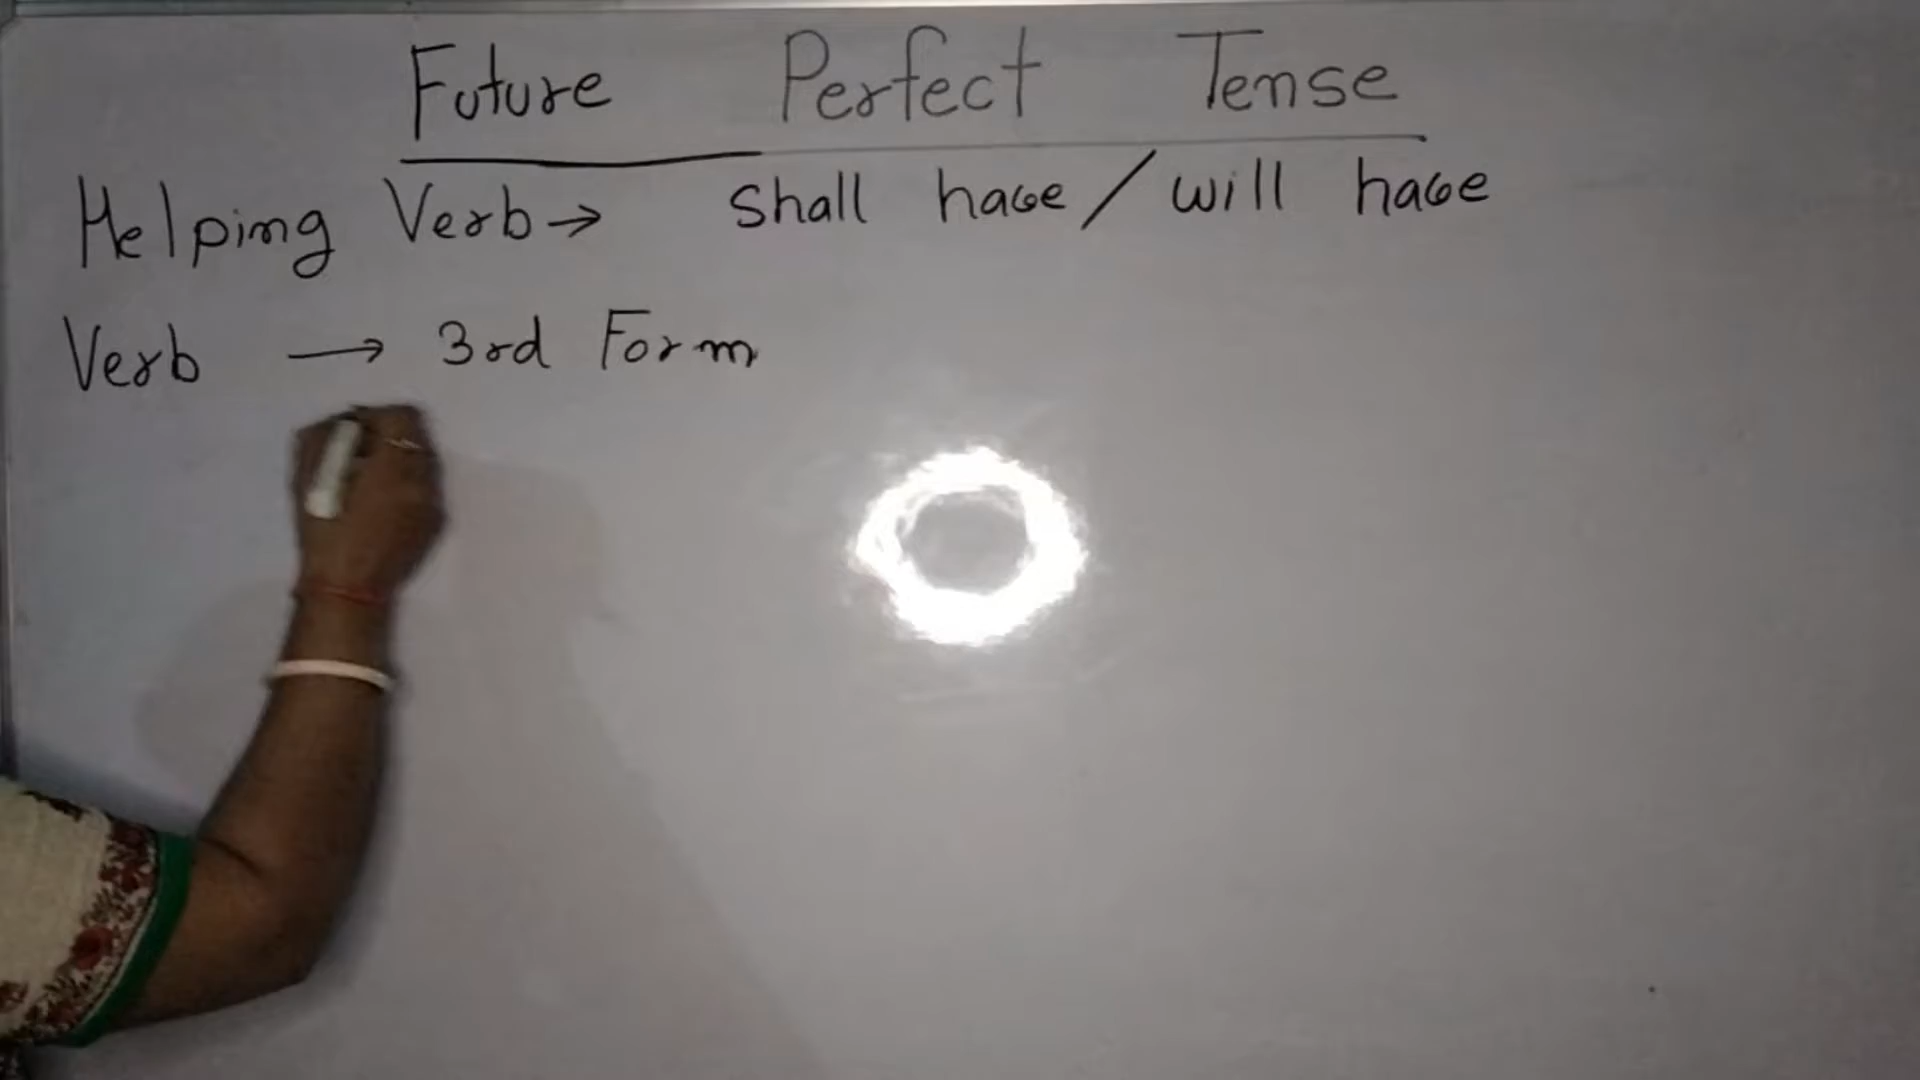 Future Perfect Tense
Helping Verb → shall have / will have
Verb → 3rd Form